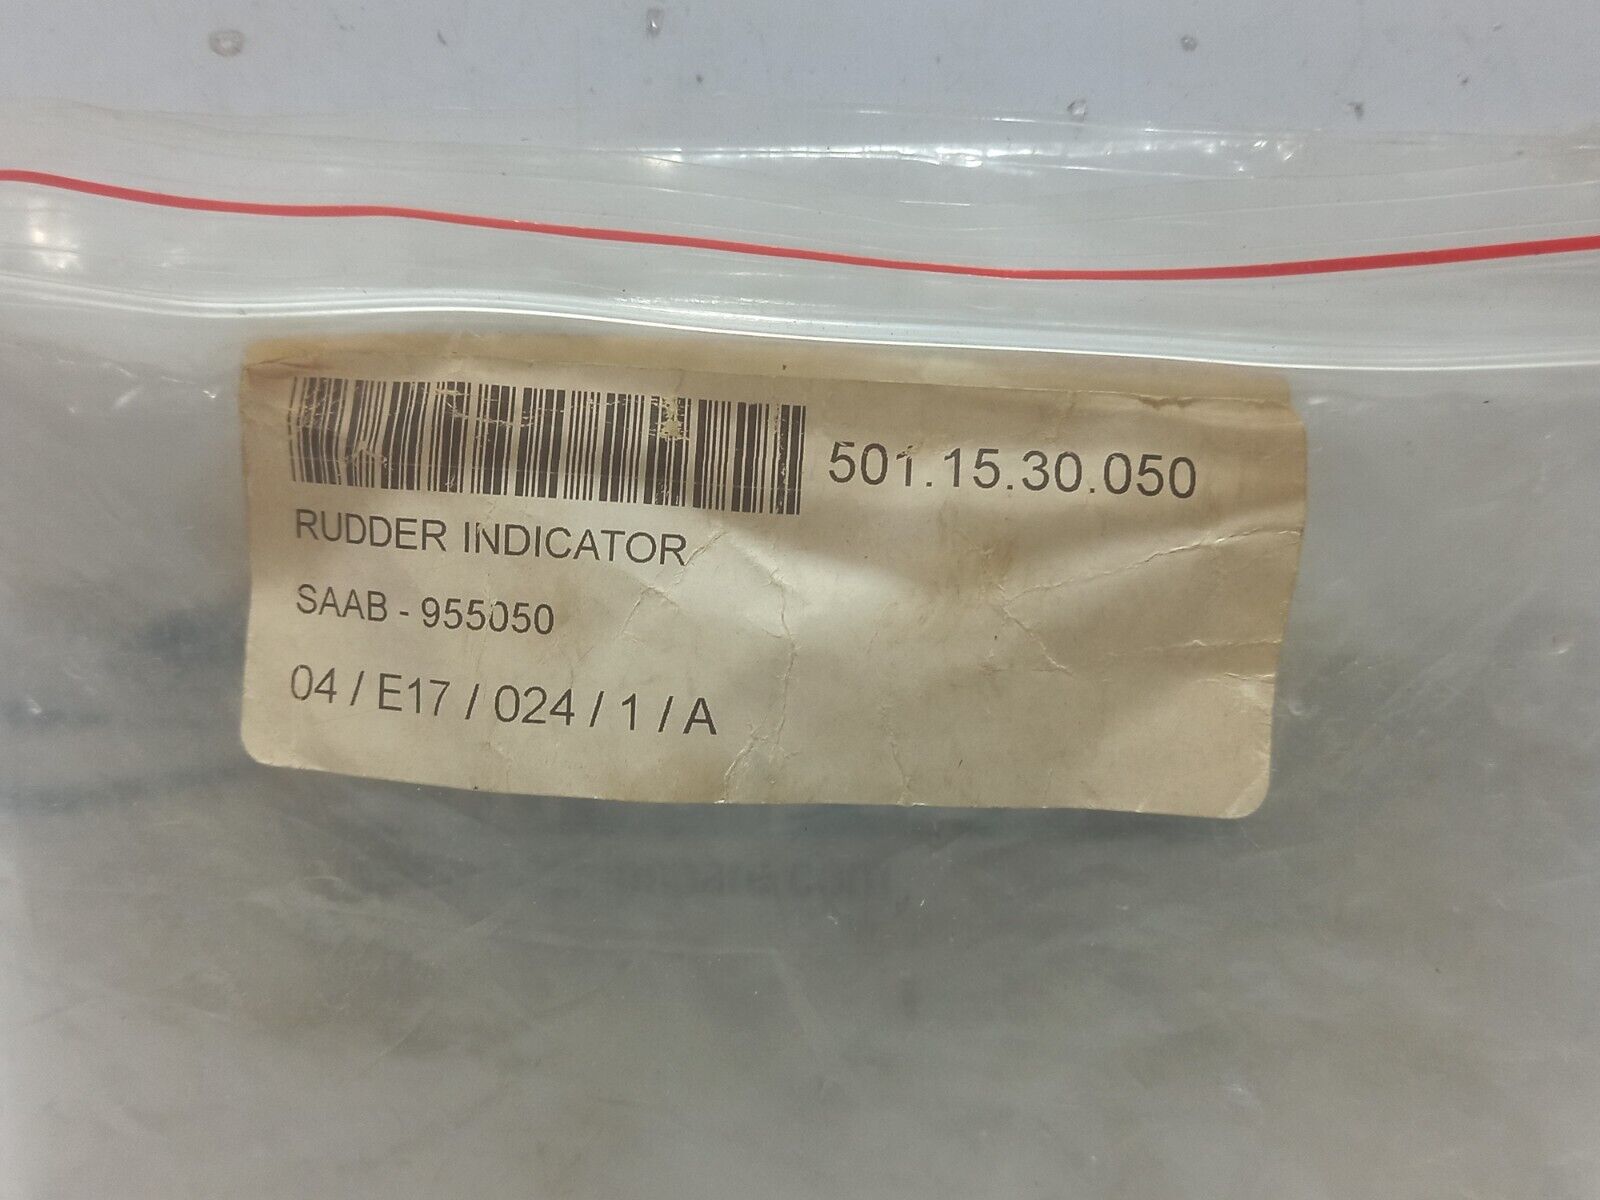 501.15.30.050
RUDDER INDICATOR
SAAB - 955050
04 / E17 / 024 / 1 / A